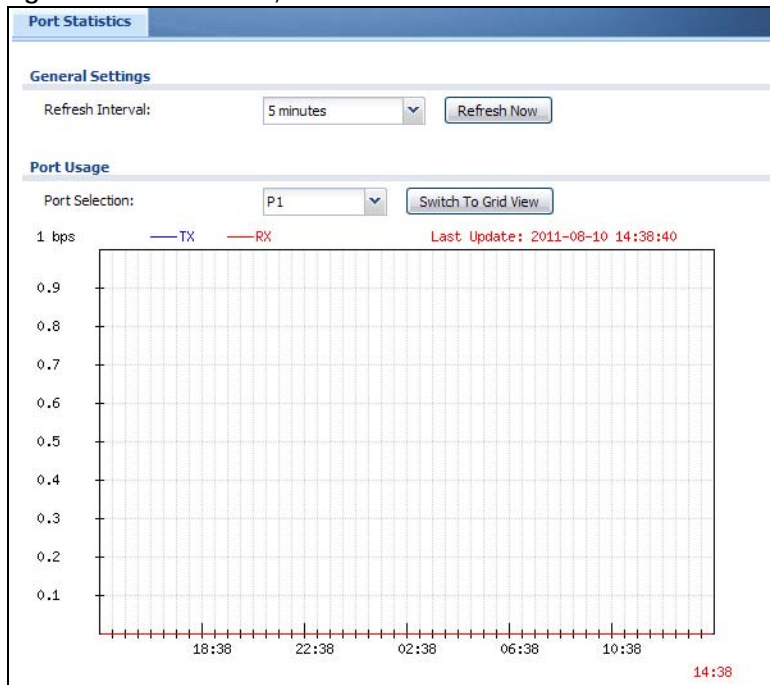 Port Statistics
General Settings
Refresh Interval: 5 minutes Refresh Now
Port Usage
Port Selection: P1 Switch To Grid View
1 bps TX RX Last Update: 2011-08-10 14:38:40
0.9
0.8
0.7
0.6
0.5
0.4
0.3
0.2
0.1
18:38 22:38 02:38 06:38 10:38
14:38